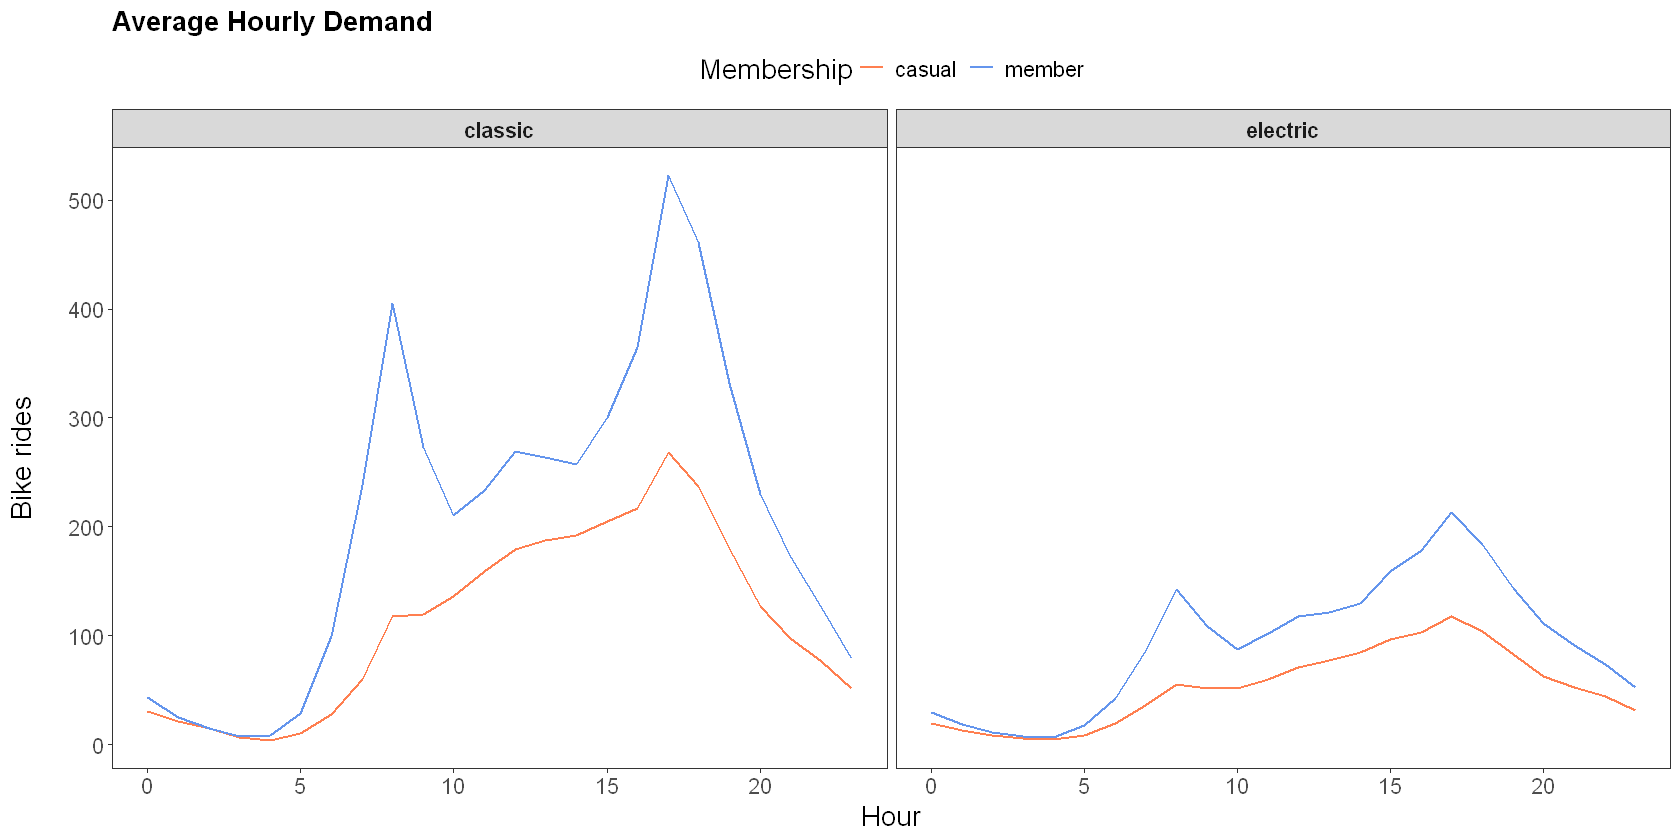 Average Hourly Demand
Membership casual member
classic electric
500
400
300
200
100
0
Bike rides
0 5 10 15 20 0 5 10 15 20
Hour